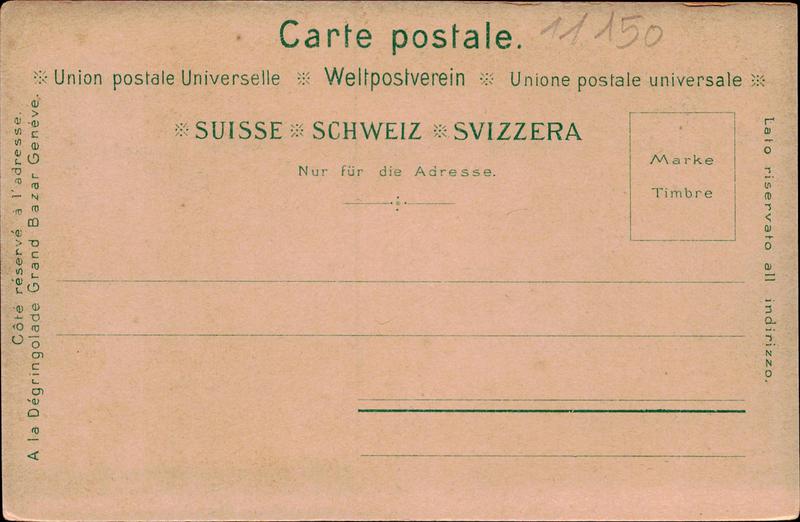 Carte postale. 11150
Union postale Universelle Weltpostverein Unione postale universale
SUISSE SCHWEIZ SVIZZERA
Nur für die Adresse.
Marke
Timbre
Côté réservé à l'adresse.
A la Dégringolade Grand Bazar Genève.
Lato riservato all indirizzo.